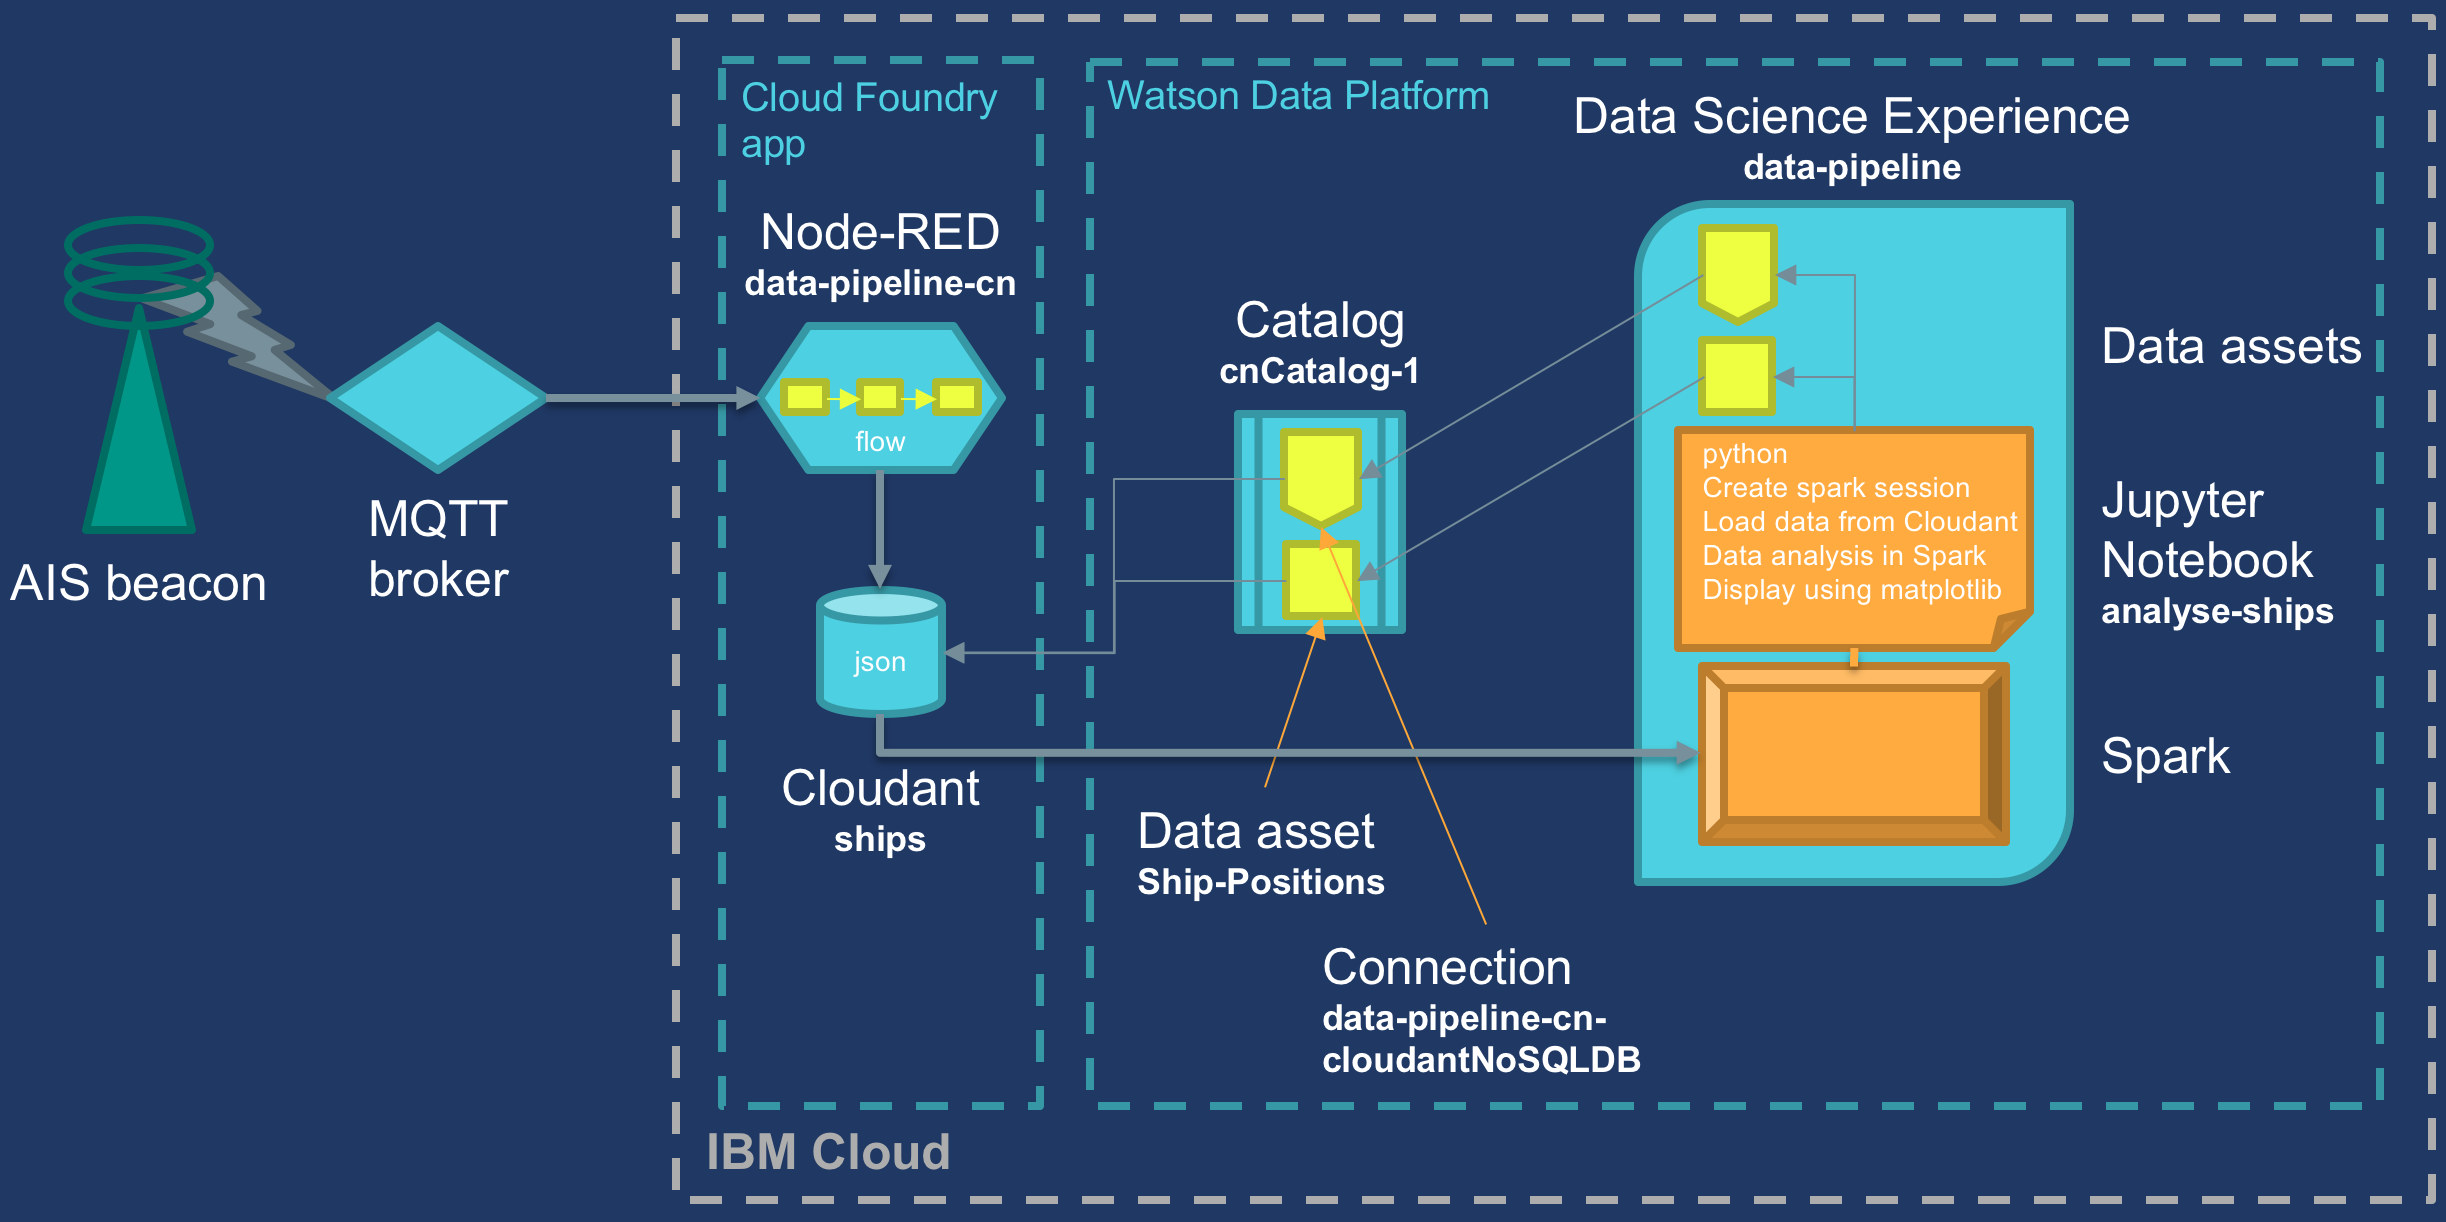 Cloud Foundry
app
Watson Data Platform
Data Science Experience
data-pipeline
Node-RED
data-pipeline-cn
flow
AIS beacon
MQTT
broker
json
Cloudant
ships
Catalog
cnCatalog-1
Data asset
Ship-Positions
Connection
data-pipeline-cn-
cloudantNoSQLDB
python
Create spark session
Load data from Cloudant
Data analysis in Spark
Display using matplotlib
Data assets
Jupyter
Notebook
analyse-ships
Spark
IBM Cloud